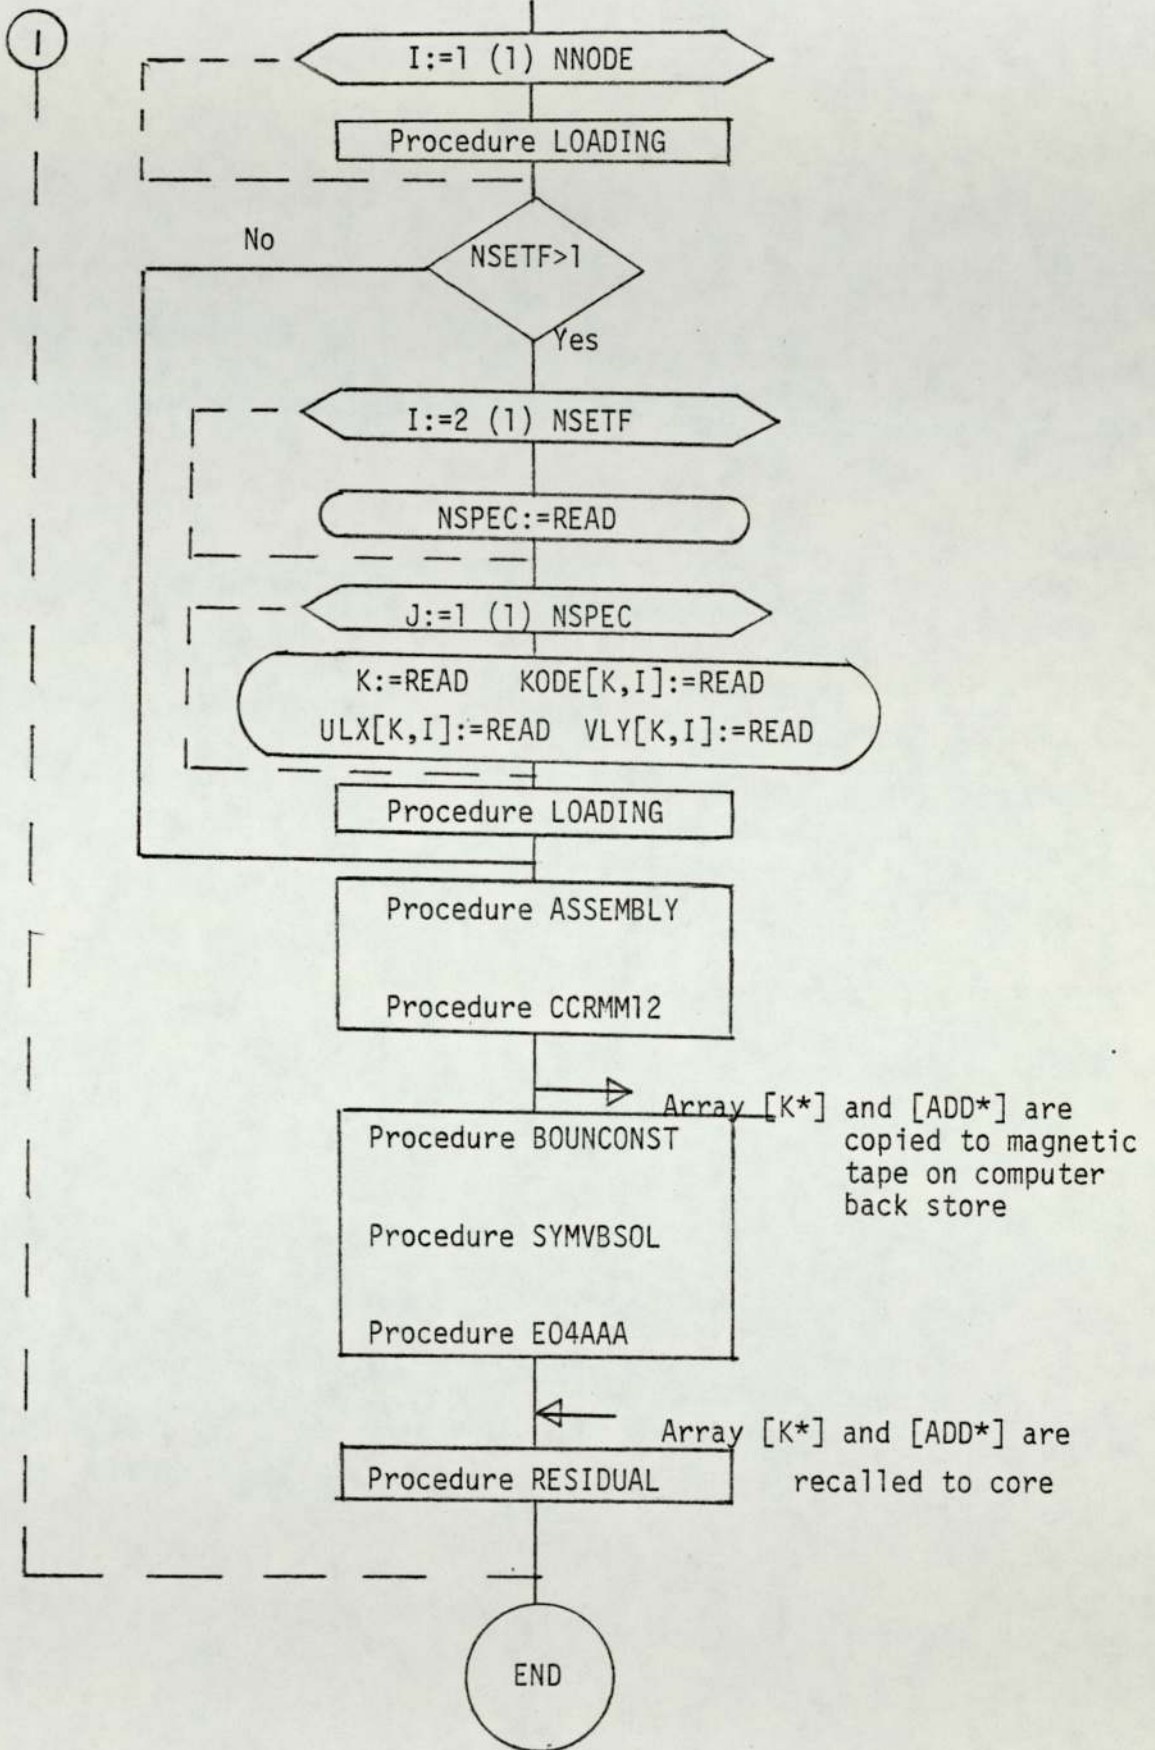 1
I:=1 (1) NNODE
Procedure LOADING
No
NSETF>1
Yes
I:=2 (1) NSETF
NSPEC:=READ
J:=1 (1) NSPEC
K:=READ KODE[K,I]:=READ
ULX[K,I]:=READ VLY[K,I]:=READ
Procedure LOADING
Procedure ASSEMBLY
Procedure CCRMM12
Array [K*] and [ADD*] are
copied to magnetic
tape on computer
back store
Procedure BOUNCONST
Procedure SYMVBSOL
Procedure E04AAA
Array [K*] and [ADD*] are
recalled to core
Procedure RESIDUAL
END